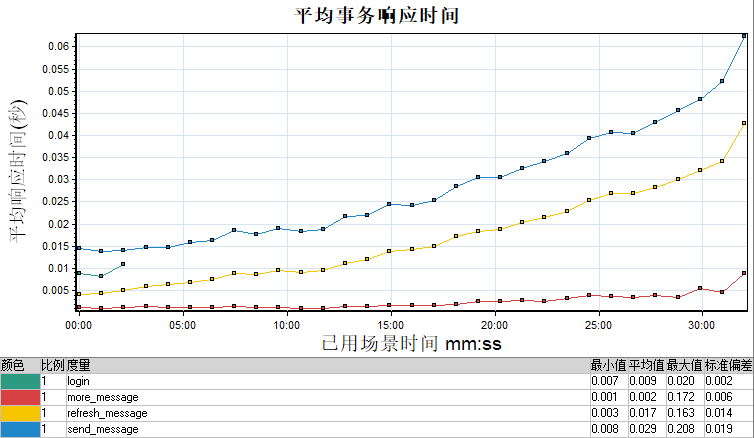 平均事务响应时间
平均响应时间(秒)
0.06
0.055
0.05
0.045
0.04
0.035
0.03
0.025
0.02
0.015
0.01
0.005
00:00 05:00 10:00 15:00 20:00 25:00 30:00
已用场景时间 mm:ss
颜色 比例 度量 最小值 平均值 最大值 标准偏差
1 login 0.007 0.009 0.020 0.002
1 more_message 0.001 0.002 0.172 0.006
1 refresh_message 0.003 0.017 0.163 0.014
1 send_message 0.008 0.029 0.208 0.019